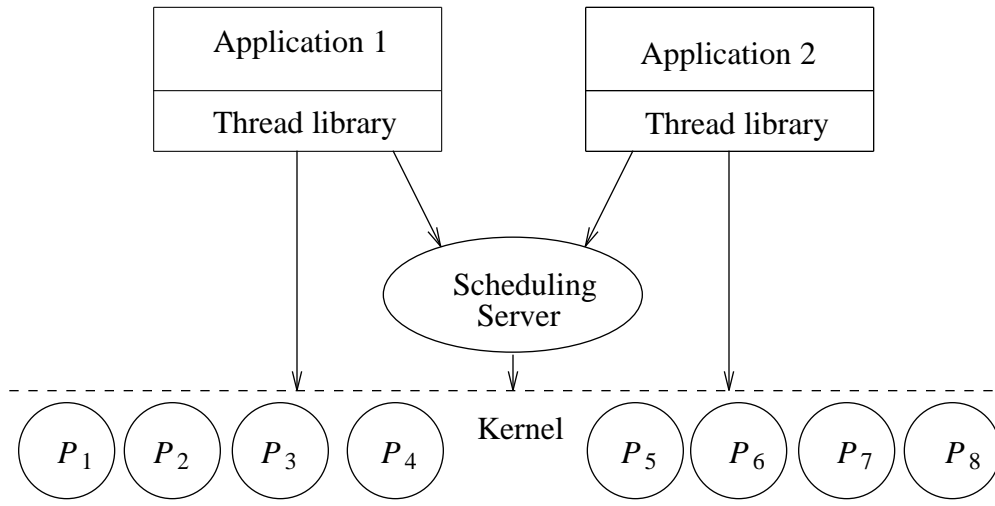 Application 1
Application 2
Thread library
Thread library
Scheduling
Server
Kernel
P1
P2
P3
P4
P5
P6
P7
P8